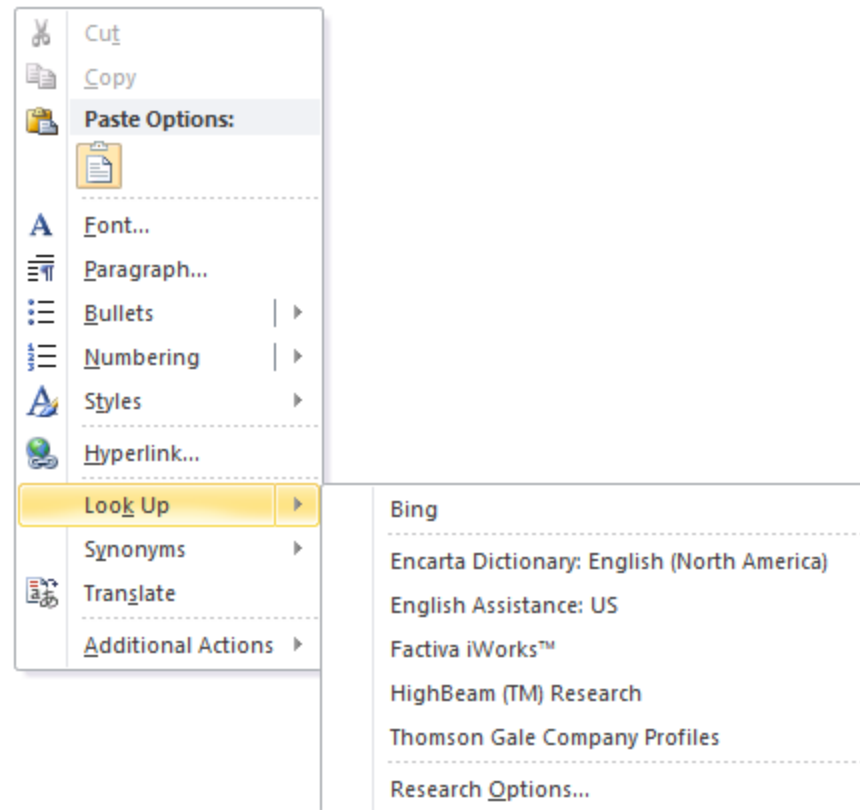 Cut
Copy
Paste Options:
Font...
Paragraph...
Bullets
Numbering
Styles
Hyperlink...
Look Up
Synonyms
Translate
Additional Actions
Bing
Encarta Dictionary: English (North America)
English Assistance: US
Factiva iWorks™
HighBeam (TM) Research
Thomson Gale Company Profiles
Research Options...